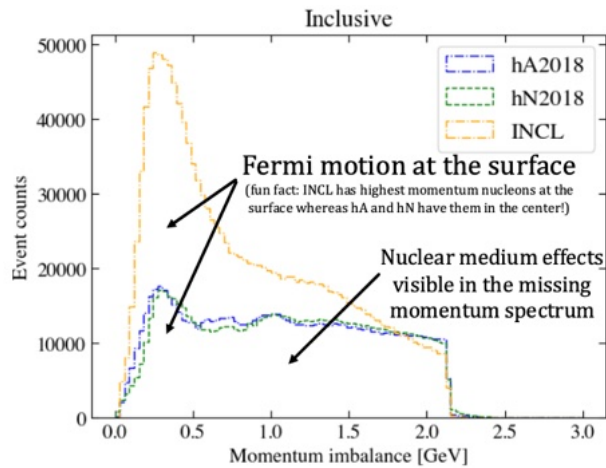 Inclusive
50000
40000
30000
20000
10000
0
Event counts
hA2018
hN2018
INCL
Fermi motion at the surface
(fun fact: INCL has highest momentum nucleons at the
surface whereas hA and hN have them in the center!)
Nuclear medium effects
visible in the missing
momentum spectrum
0.0 0.5 1.0 1.5 2.0 2.5 3.0
Momentum imbalance [GeV]